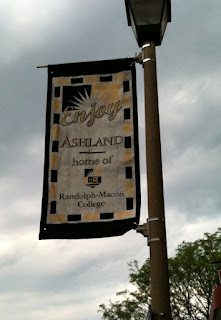 Enjoy
ASHLAND
home of
Randolph-Macon
College